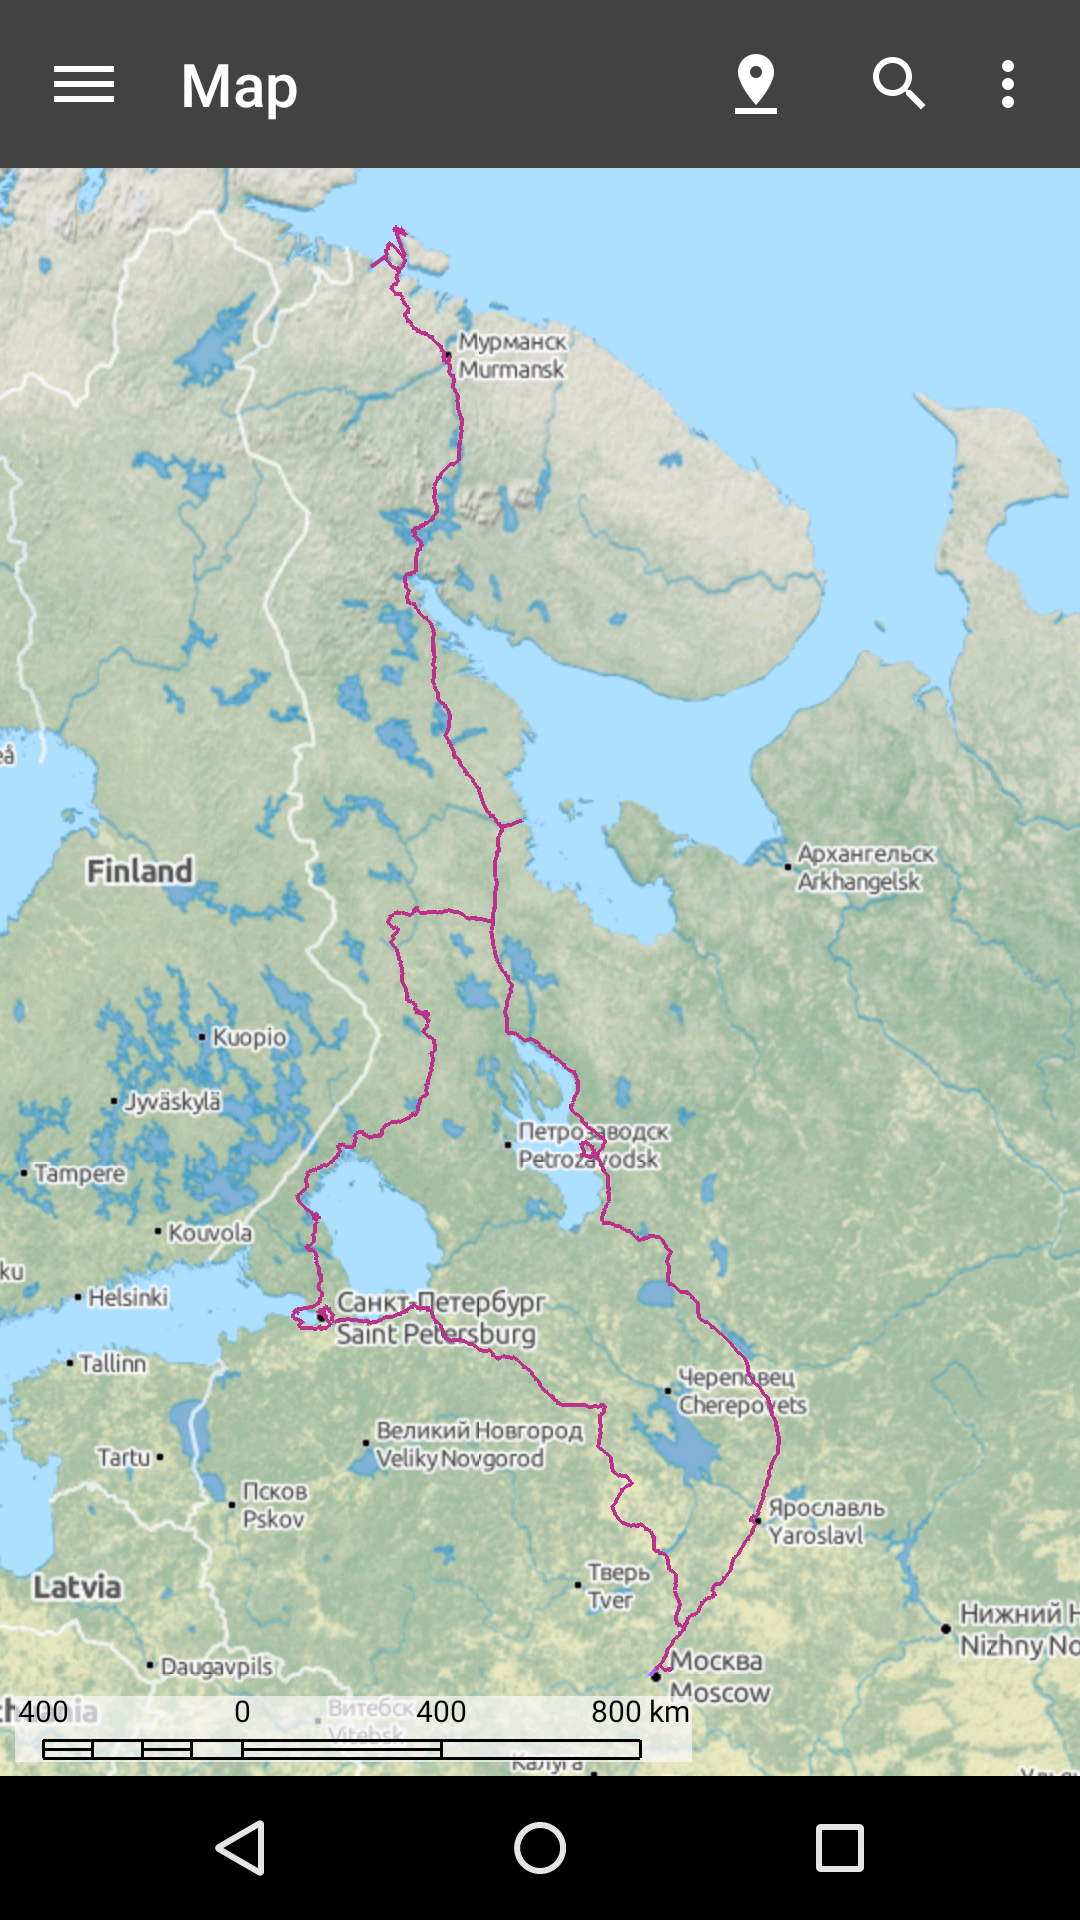 Map
Мурманск
Murmansk
Архангельск
Arkhangelsk
Finland
Kuopio
Jyväskylä
Петрозаводск
Petrozavodsk
Tampere
Kouvola
Helsinki
Санкт-Петербург
Saint Petersburg
Tallinn
Череповец
Cherepovets
Великий Новгород
Veliky Novgorod
Tartu
Псков
Pskov
Ярославль
Yaroslavl
Latvia
Тверь
Tver
Нижний Н
Nizhny No
Daugavpils
Москва
Moscow
400 0 400 800 km
Витебск
Vitebsk
Калуга